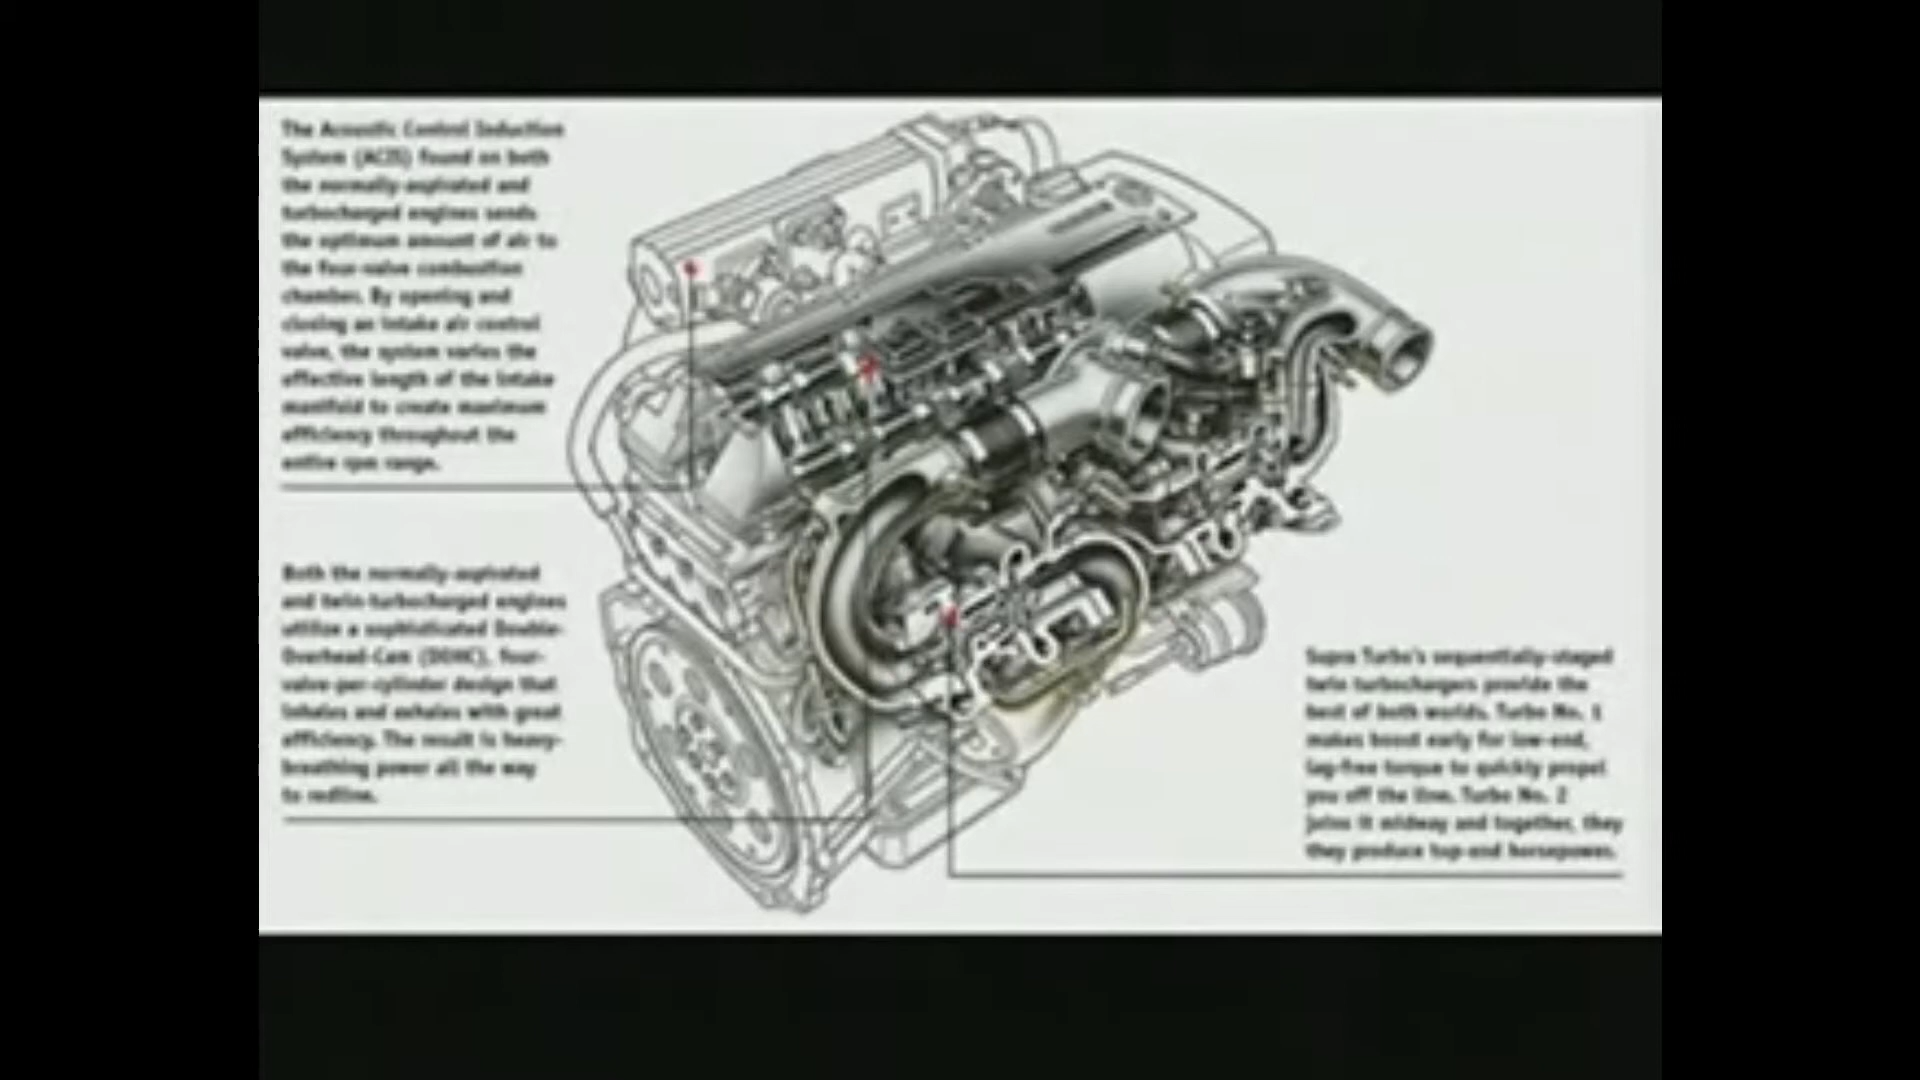 The Acoustic Control Induction
System (ACIS) found on both
the normally-aspirated and
turbocharged engines sends
the optimum amount of air to
the four-valve combustion
chamber. By opening and
closing an intake air control
valve, the system varies the
effective length of the intake
manifold to create maximum
efficiency throughout the
entire rpm range.
Both the normally-aspirated
and twin-turbocharged engines
utilize a sophisticated Double-
Overhead-Cam (DOHC), four-
valve-per-cylinder design that
inhales and exhales with great
efficiency. The result is heavy-
breathing power all the way
to redline.
Supra Turbo's sequentially-staged
twin turbochargers provide the
best of both worlds. Turbo No. 1
makes boost early for low-end,
lag-free torque to quickly propel
you off the line. Turbo No. 2
joins it midway and together, they
they produce top-end horsepower.